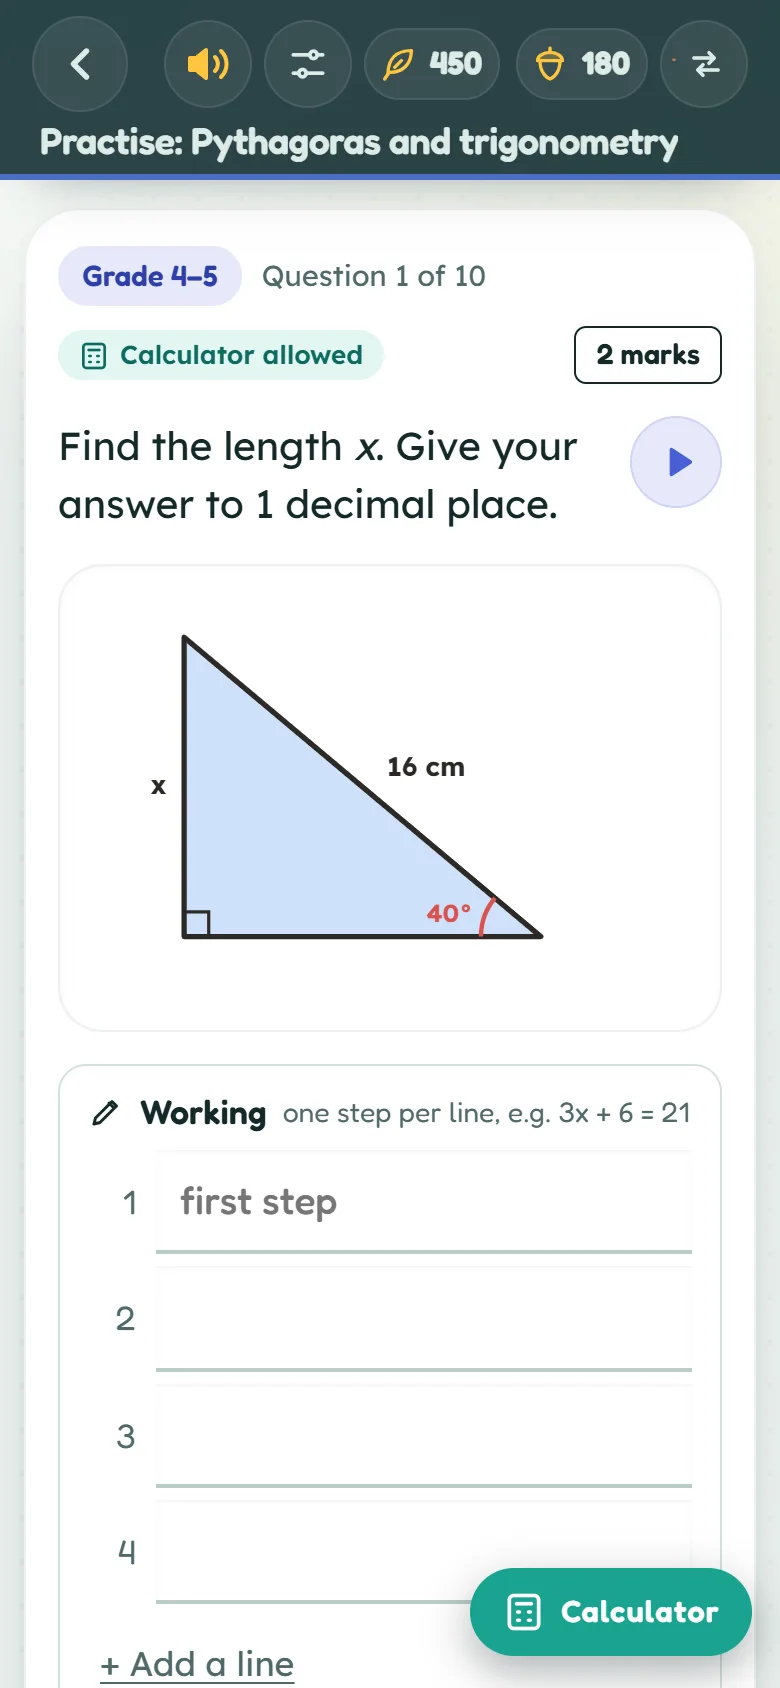 450
180
Practise: Pythagoras and trigonometry
Grade 4–5
Question 1 of 10
Calculator allowed
2 marks
Find the length x. Give your
answer to 1 decimal place.
x
16 cm
40°
Working one step per line, e.g. 3x + 6 = 21
1 first step
2
3
4
Calculator
+ Add a line